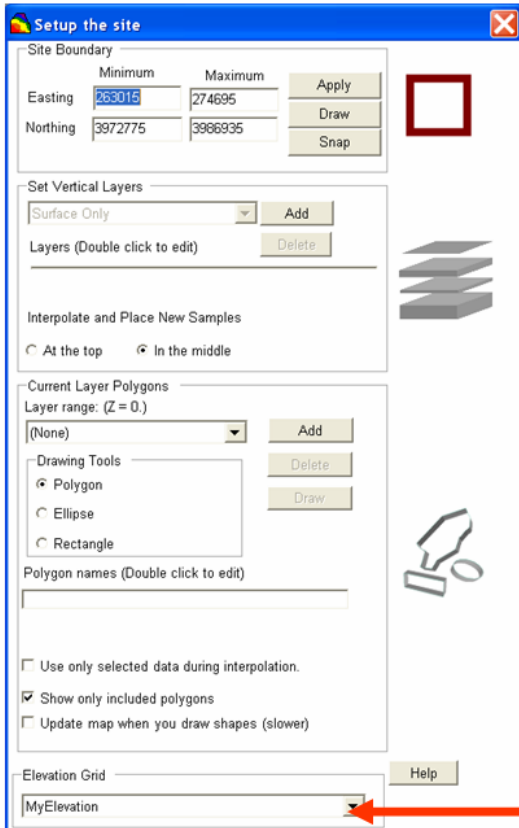 Setup the site
Site Boundary
Minimum Maximum
Easting 263015 274695 Apply
Draw
Northing 3972775 3986935
Snap
Set Vertical Layers
Surface Only Add
Layers (Double click to edit) Delete
Interpolate and Place New Samples
At the top In the middle
Current Layer Polygons
Layer range: (Z = 0.)
(None) Add
Drawing Tools Delete
Polygon
Draw
Ellipse
Rectangle
Polygon names (Double click to edit)
Use only selected data during interpolation.
Show only included polygons
Update map when you draw shapes (slower)
Elevation Grid Help
MyElevation